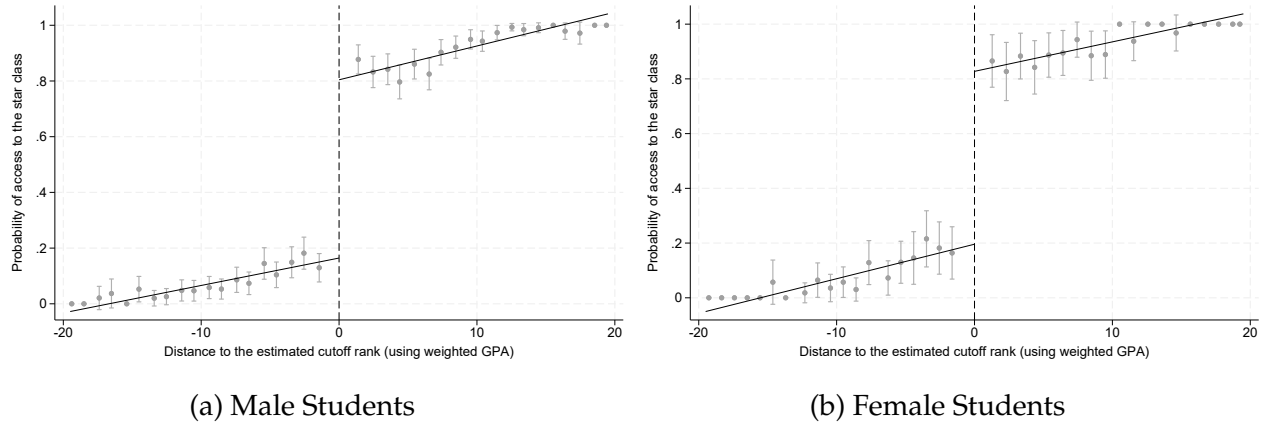 Probability of access to the star class
1
.8
.6
.4
.2
0
-20 -10 0 10 20
Distance to the estimated cutoff rank (using weighted GPA)
(a) Male Students
Probability of access to the star class
1
.8
.6
.4
.2
0
-20 -10 0 10 20
Distance to the estimated cutoff rank (using weighted GPA)
(b) Female Students